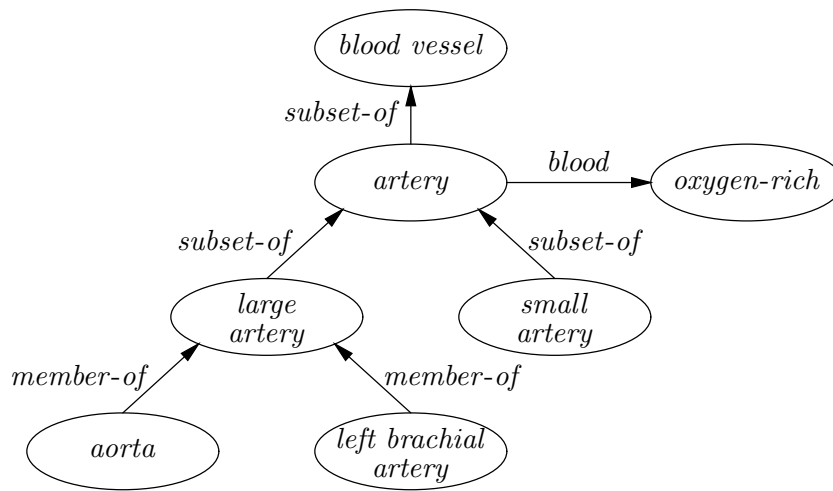 blood vessel
subset-of
artery
blood
oxygen-rich
subset-of
subset-of
large
artery
small
artery
member-of
member-of
aorta
left brachial
artery